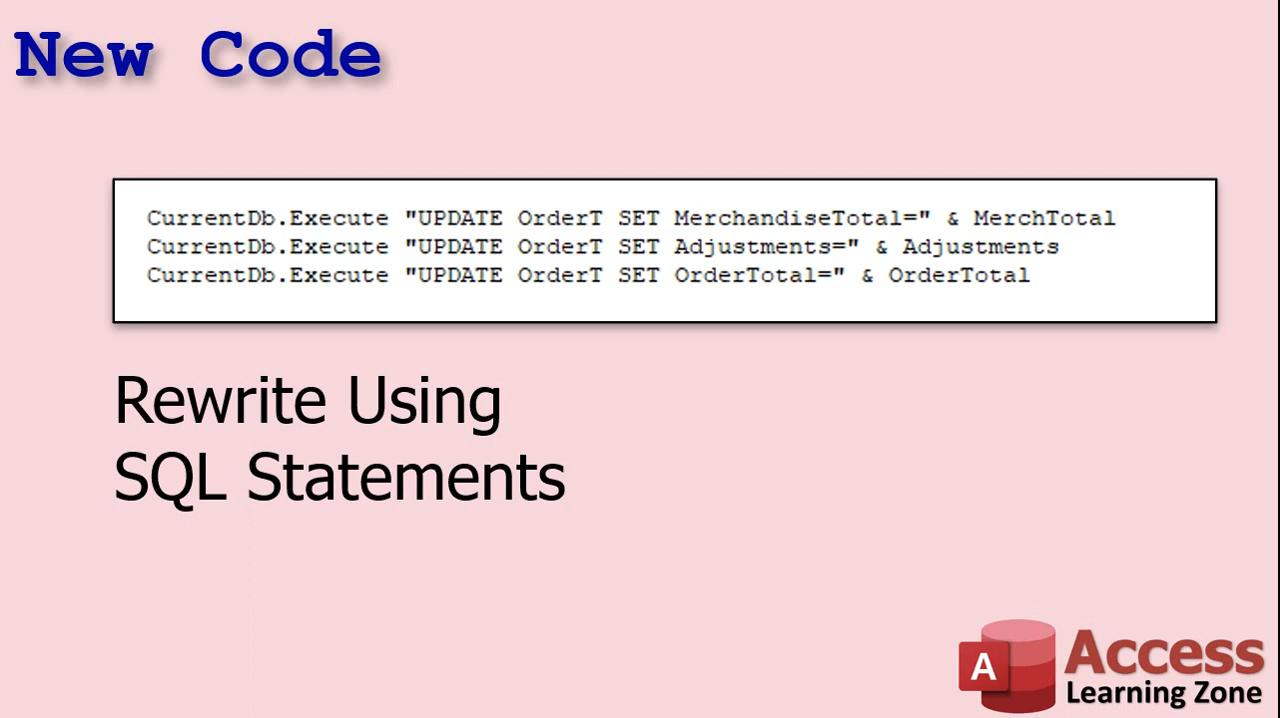 New Code
CurrentDb.Execute "UPDATE OrderT SET MerchandiseTotal=" & MerchTotal
CurrentDb.Execute "UPDATE OrderT SET Adjustments=" & Adjustments
CurrentDb.Execute "UPDATE OrderT SET OrderTotal=" & OrderTotal
Rewrite Using
SQL Statements
A
Access
Learning Zone